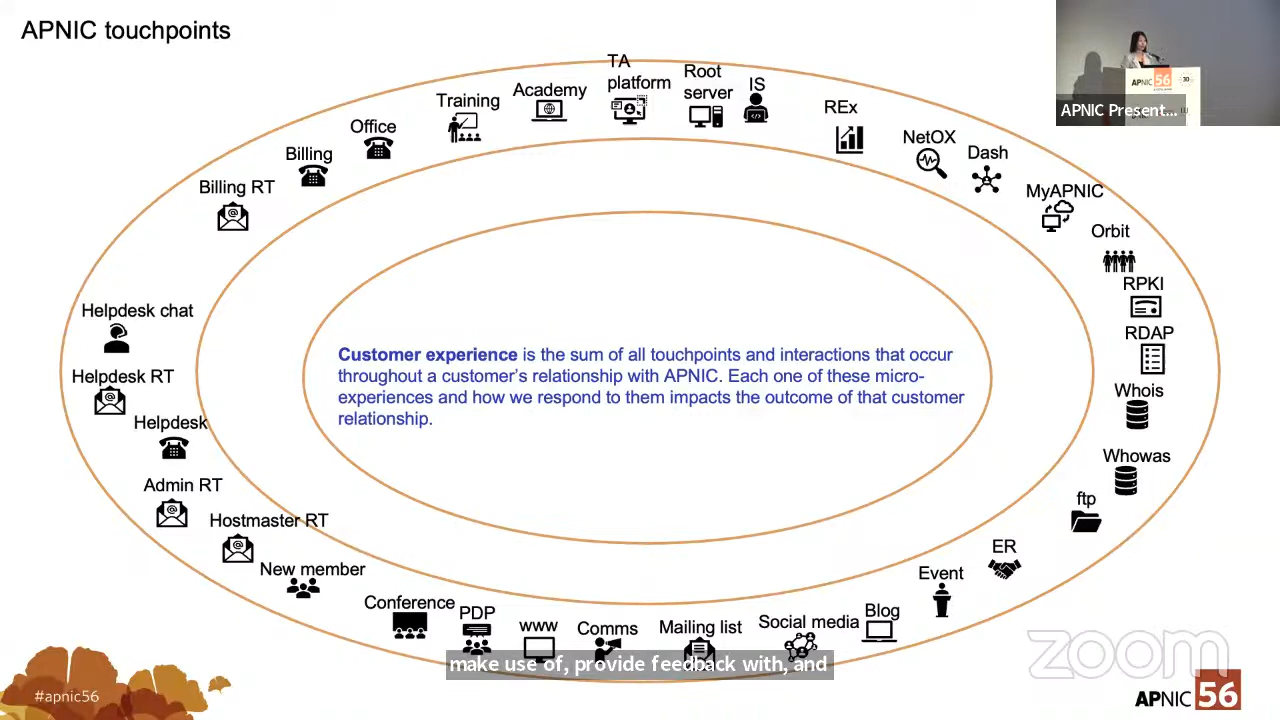 APNIC touchpoints
TA
platform
Root
server
IS
Academy
Training
Office
Billing
Billing RT
REx
NetOX
Dash
MyAPNIC
Orbit
RPKI
RDAP
Whois
Whowas
ftp
ER
Event
Blog
Social media
Mailing list
Comms
www
PDP
Conference
New member
Hostmaster RT
Admin RT
Helpdesk
Helpdesk RT
Helpdesk chat
Customer experience is the sum of all touchpoints and interactions that occur
throughout a customer's relationship with APNIC. Each one of these micro-
experiences and how we respond to them impacts the outcome of that customer
relationship.
make use of, provide feedback with, and
#apnic56
zoom
APNIC 56
APNIC 56
APNIC Present...